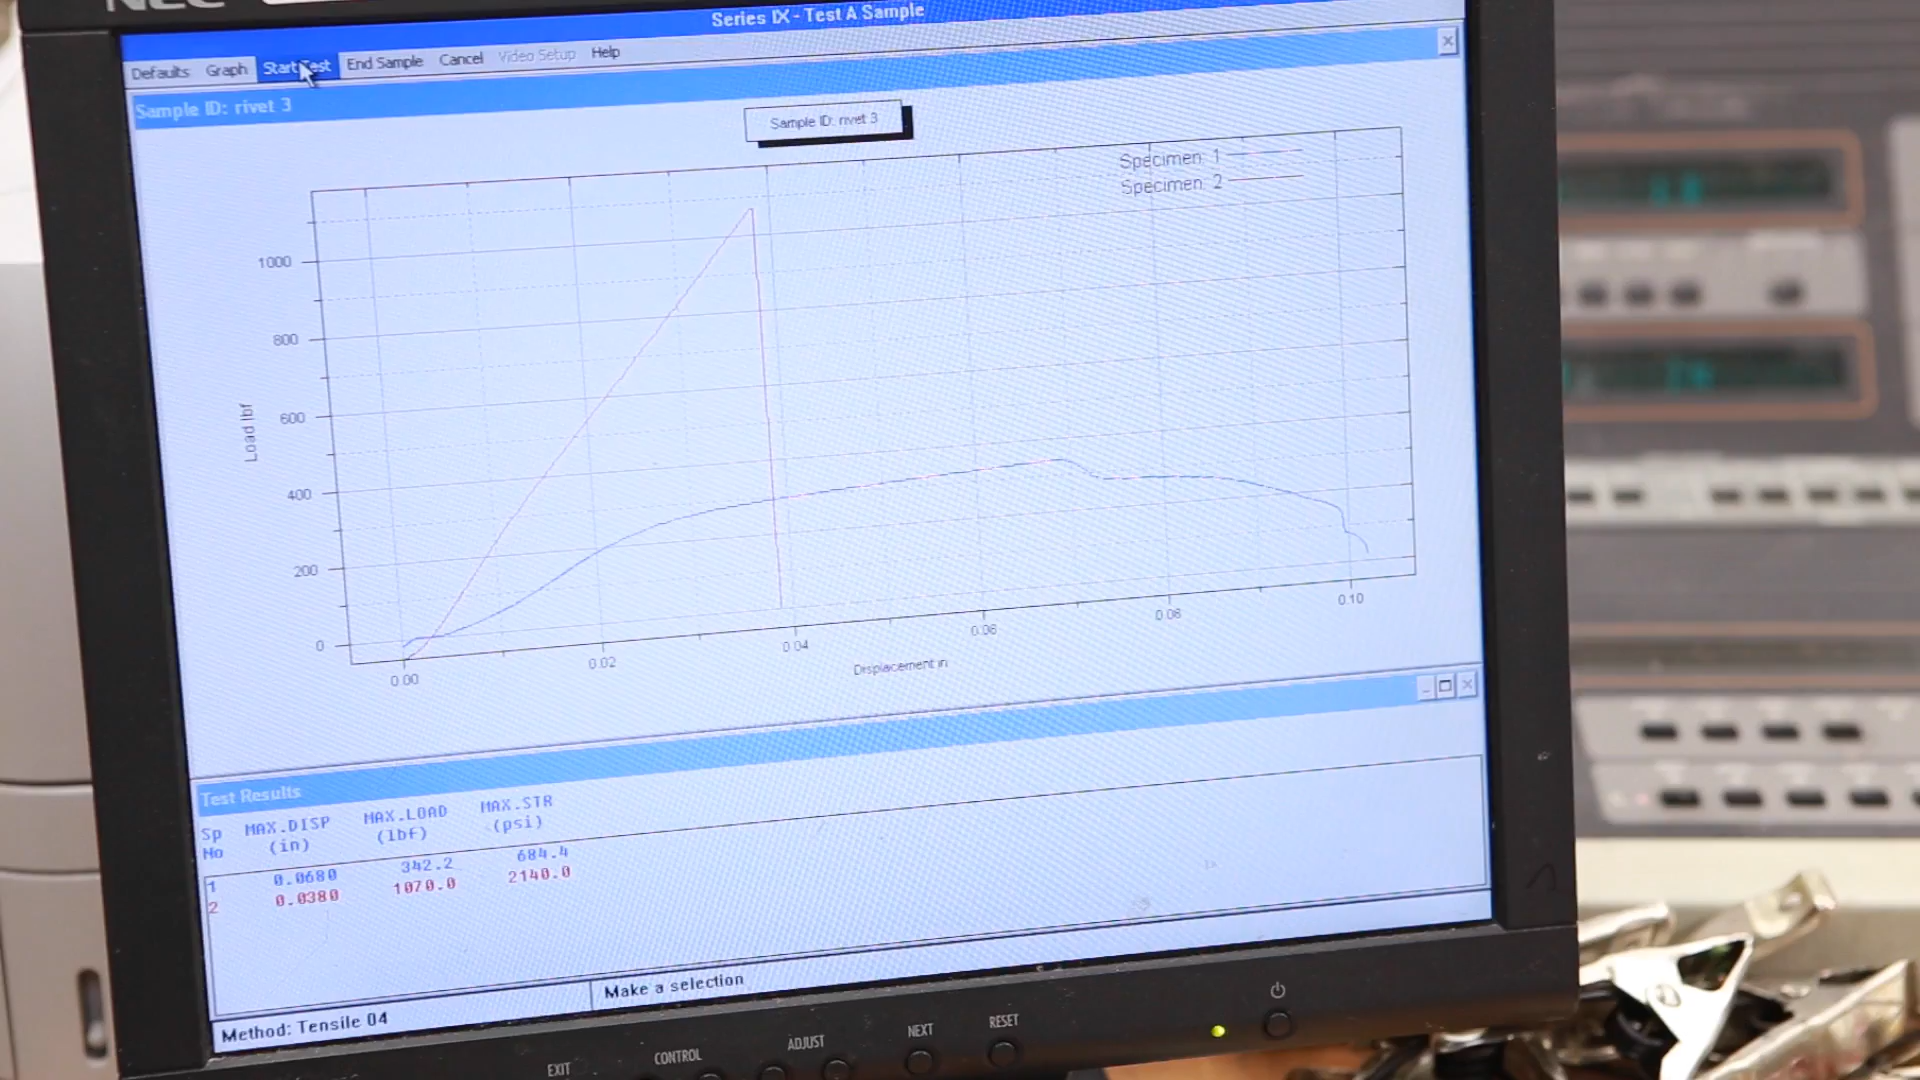 NEC
Series IX - Test A Sample
Defaults Graph Start Test End Sample Cancel Video Setup Help
Sample ID: rivet 3
Sample ID: rivet 3
Specimen: 1
Specimen: 2
1000
800
600
400
200
0
Load lbf
0.00 0.02 0.04 0.06 0.08 0.10
Displacement in
Test Results
Sp MAX.DISP MAX.LOAD MAX.STR
No (in) (lbf) (psi)
1 0.0680 342.2 684.4
2 0.0380 1070.0 2140.0
Method: Tensile 04 Make a selection
EXIT CONTROL ADJUST NEXT RESET